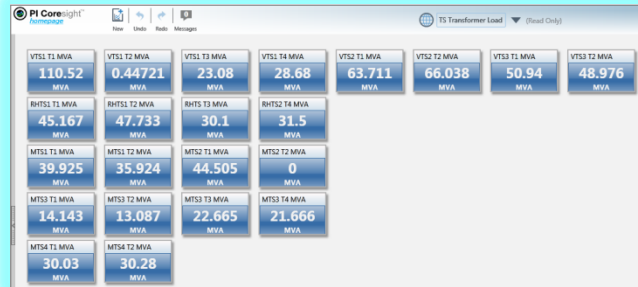 PI Coresight™
homepage
New Undo Redo Messages
TS Transformer Load (Read Only)
VTS1 T1 MVA VTS1 T2 MVA VTS1 T3 MVA VTS1 T4 MVA VTS2 T1 MVA VTS2 T2 MVA VTS3 T1 MVA VTS3 T2 MVA
110.52 0.44721 23.08 28.68 63.711 66.038 50.94 48.976
MVA MVA MVA MVA MVA MVA MVA MVA
RHTS1 T1 MVA RHTS1 T2 MVA RHTS T3 MVA RHTS2 T4 MVA
45.167 47.733 30.1 31.5
MVA MVA MVA MVA
MTS1 T1 MVA MTS1 T2 MVA MTS2 T1 MVA MTS2 T2 MVA
39.925 35.924 44.505 0
MVA MVA MVA MVA
MTS3 T1 MVA MTS3 T2 MVA MTS3 T3 MVA MTS3 T4 MVA
14.143 13.087 22.665 21.666
MVA MVA MVA MVA
MTS4 T1 MVA MTS4 T2 MVA
30.03 30.28
MVA MVA